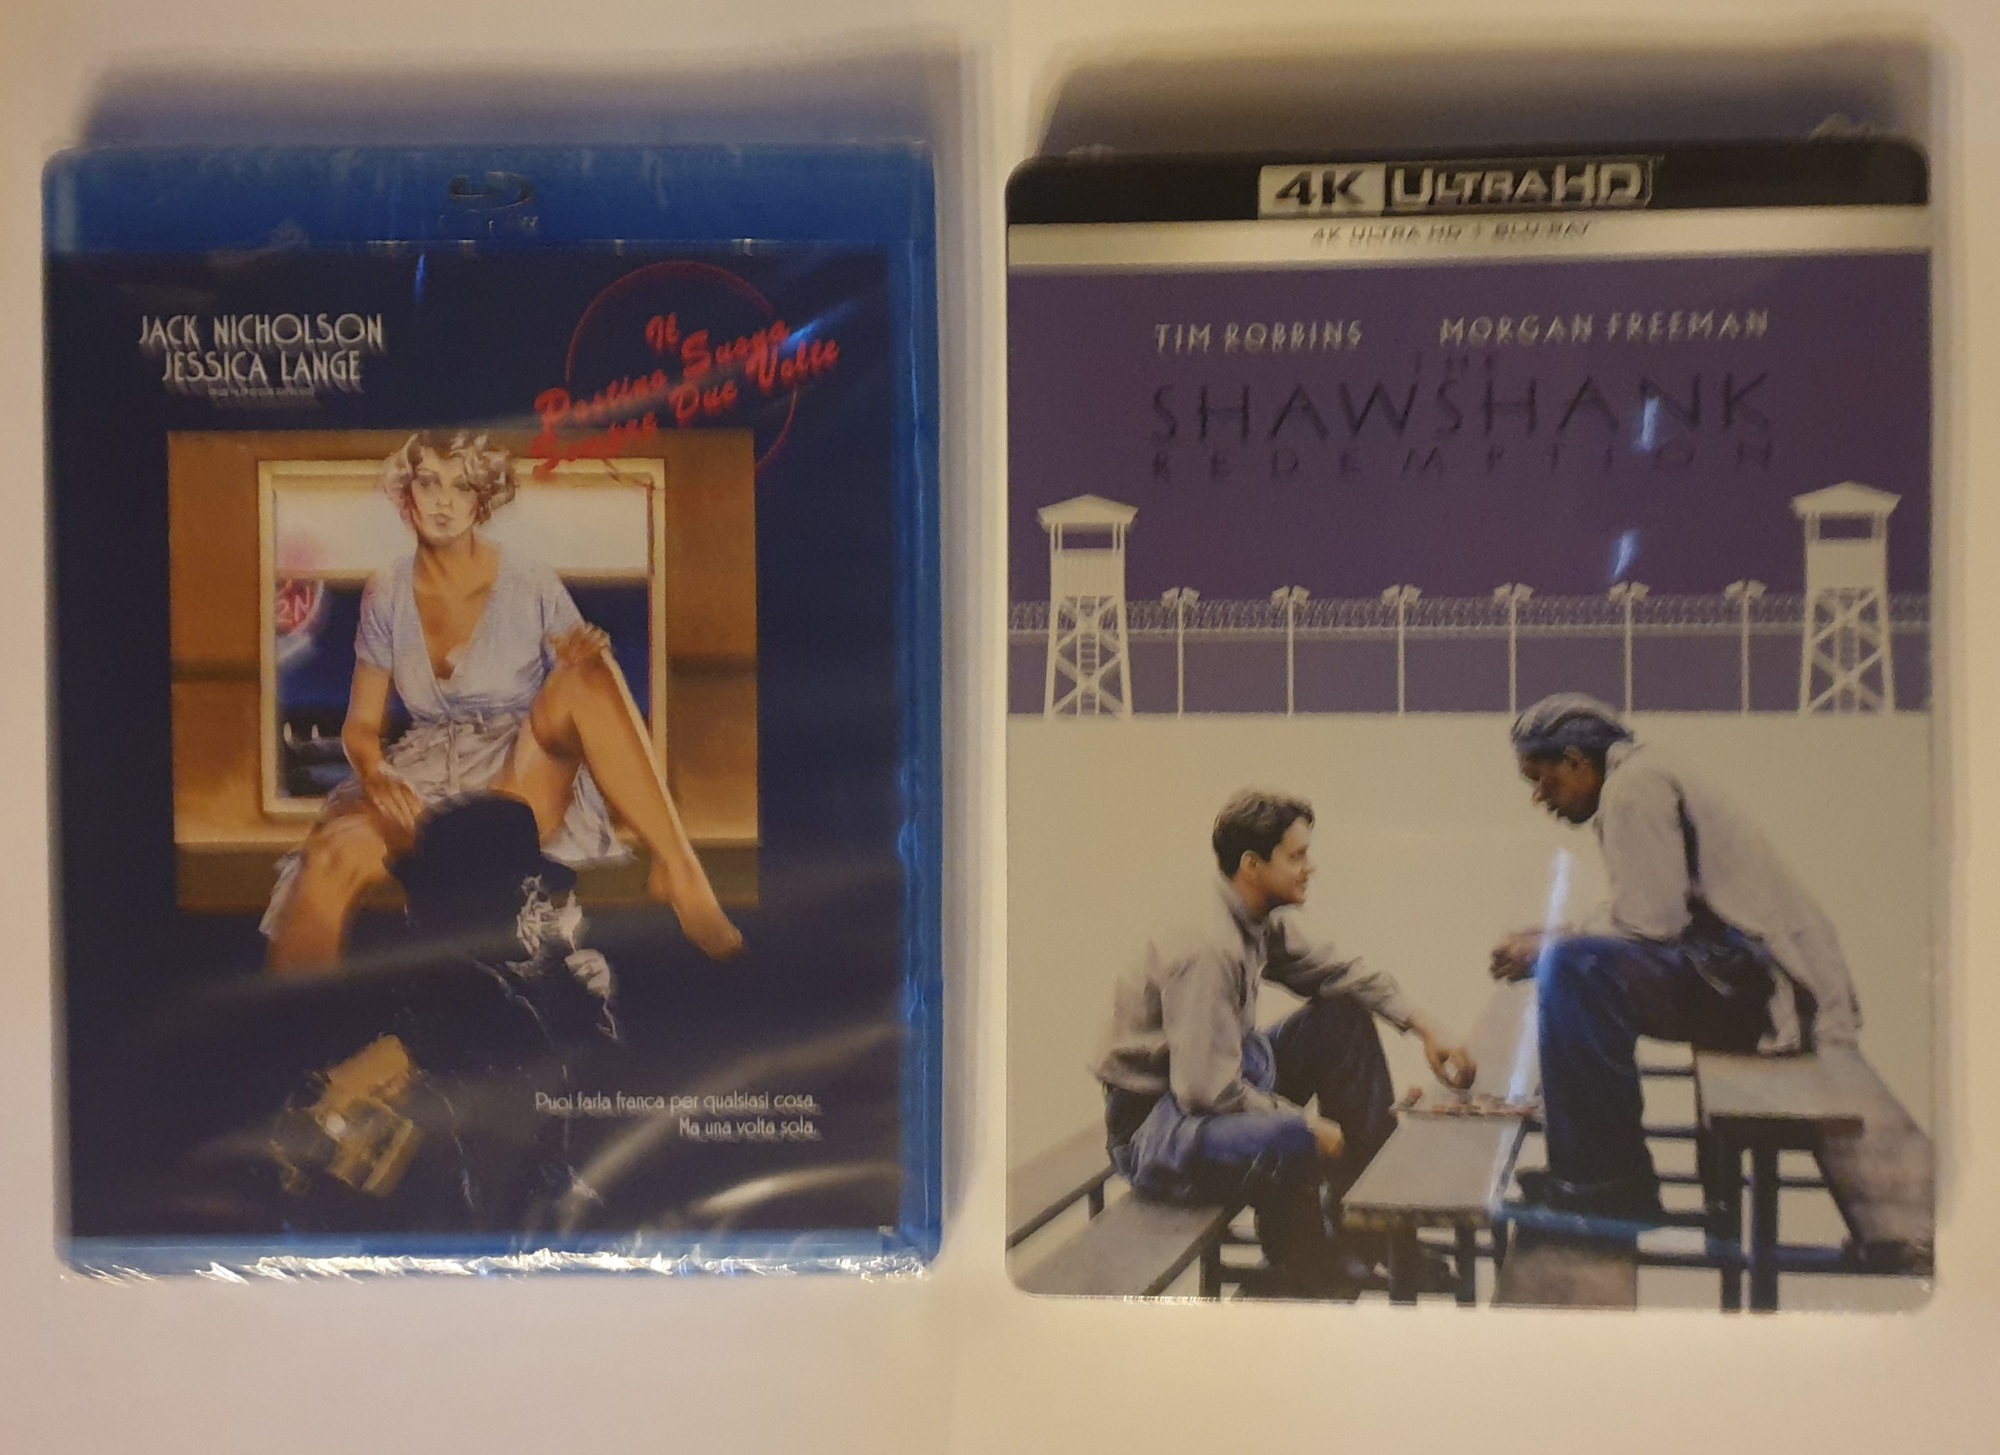 JACK NICHOLSON
JESSICA LANGE
Il
Postino Suona
Sempre Due Volte
Puoi farla franca per qualsiasi cosa.
Ma una volta sola.
4K ULTRA HD
4K ULTRA HD + BLU-RAY
TIM ROBBINS MORGAN FREEMAN
THE
SHAWSHANK
REDEMPTION